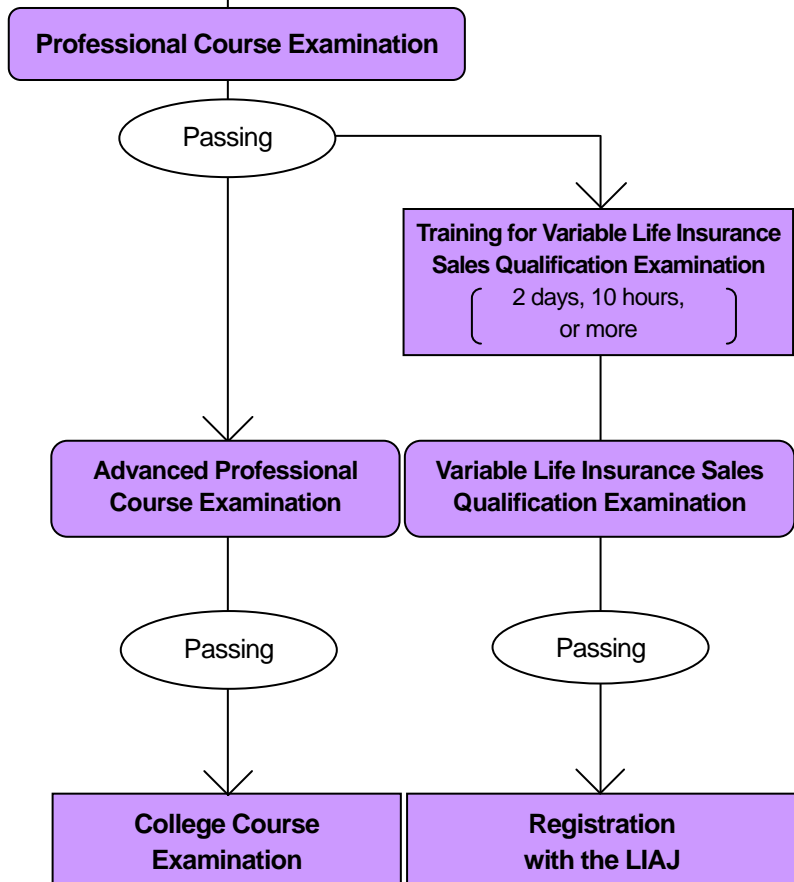 Professional Course Examination
Passing
Training for Variable Life Insurance
Sales Qualification Examination
2 days, 10 hours,
or more
Advanced Professional
Course Examination
Variable Life Insurance Sales
Qualification Examination
Passing
Passing
College Course
Examination
Registration
with the LIAJ